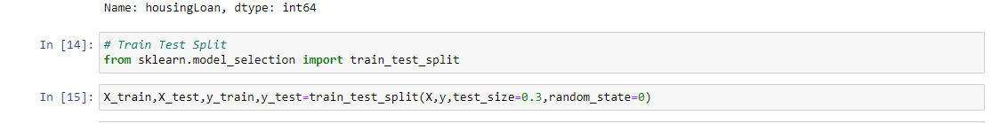 Name: housingLoan, dtype: int64
In [14]: # Train Test Split
from sklearn.model_selection import train_test_split
In [15]: X_train,X_test,y_train,y_test=train_test_split(X,y,test_size=0.3,random_state=0)